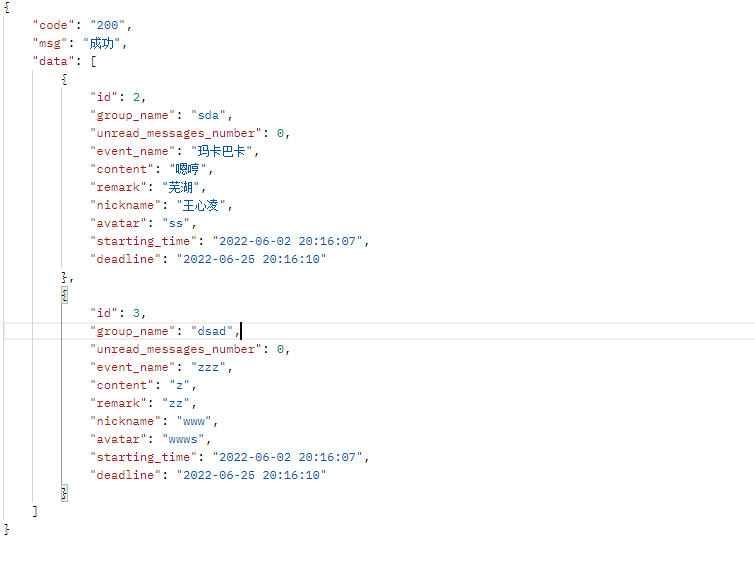 {
"code": "200",
"msg": "成功",
"data": [
{
"id": 2,
"group_name": "sda",
"unread_messages_number": 0,
"event_name": "玛卡巴卡",
"content": "嗯哼",
"remark": "芜湖",
"nickname": "王心凌",
"avatar": "ss",
"starting_time": "2022-06-02 20:16:07",
"deadline": "2022-06-25 20:16:10"
},
{
"id": 3,
"group_name": "dsad",
"unread_messages_number": 0,
"event_name": "zzz",
"content": "z",
"remark": "zz",
"nickname": "www",
"avatar": "wwws",
"starting_time": "2022-06-02 20:16:07",
"deadline": "2022-06-25 20:16:10"
}
]
}